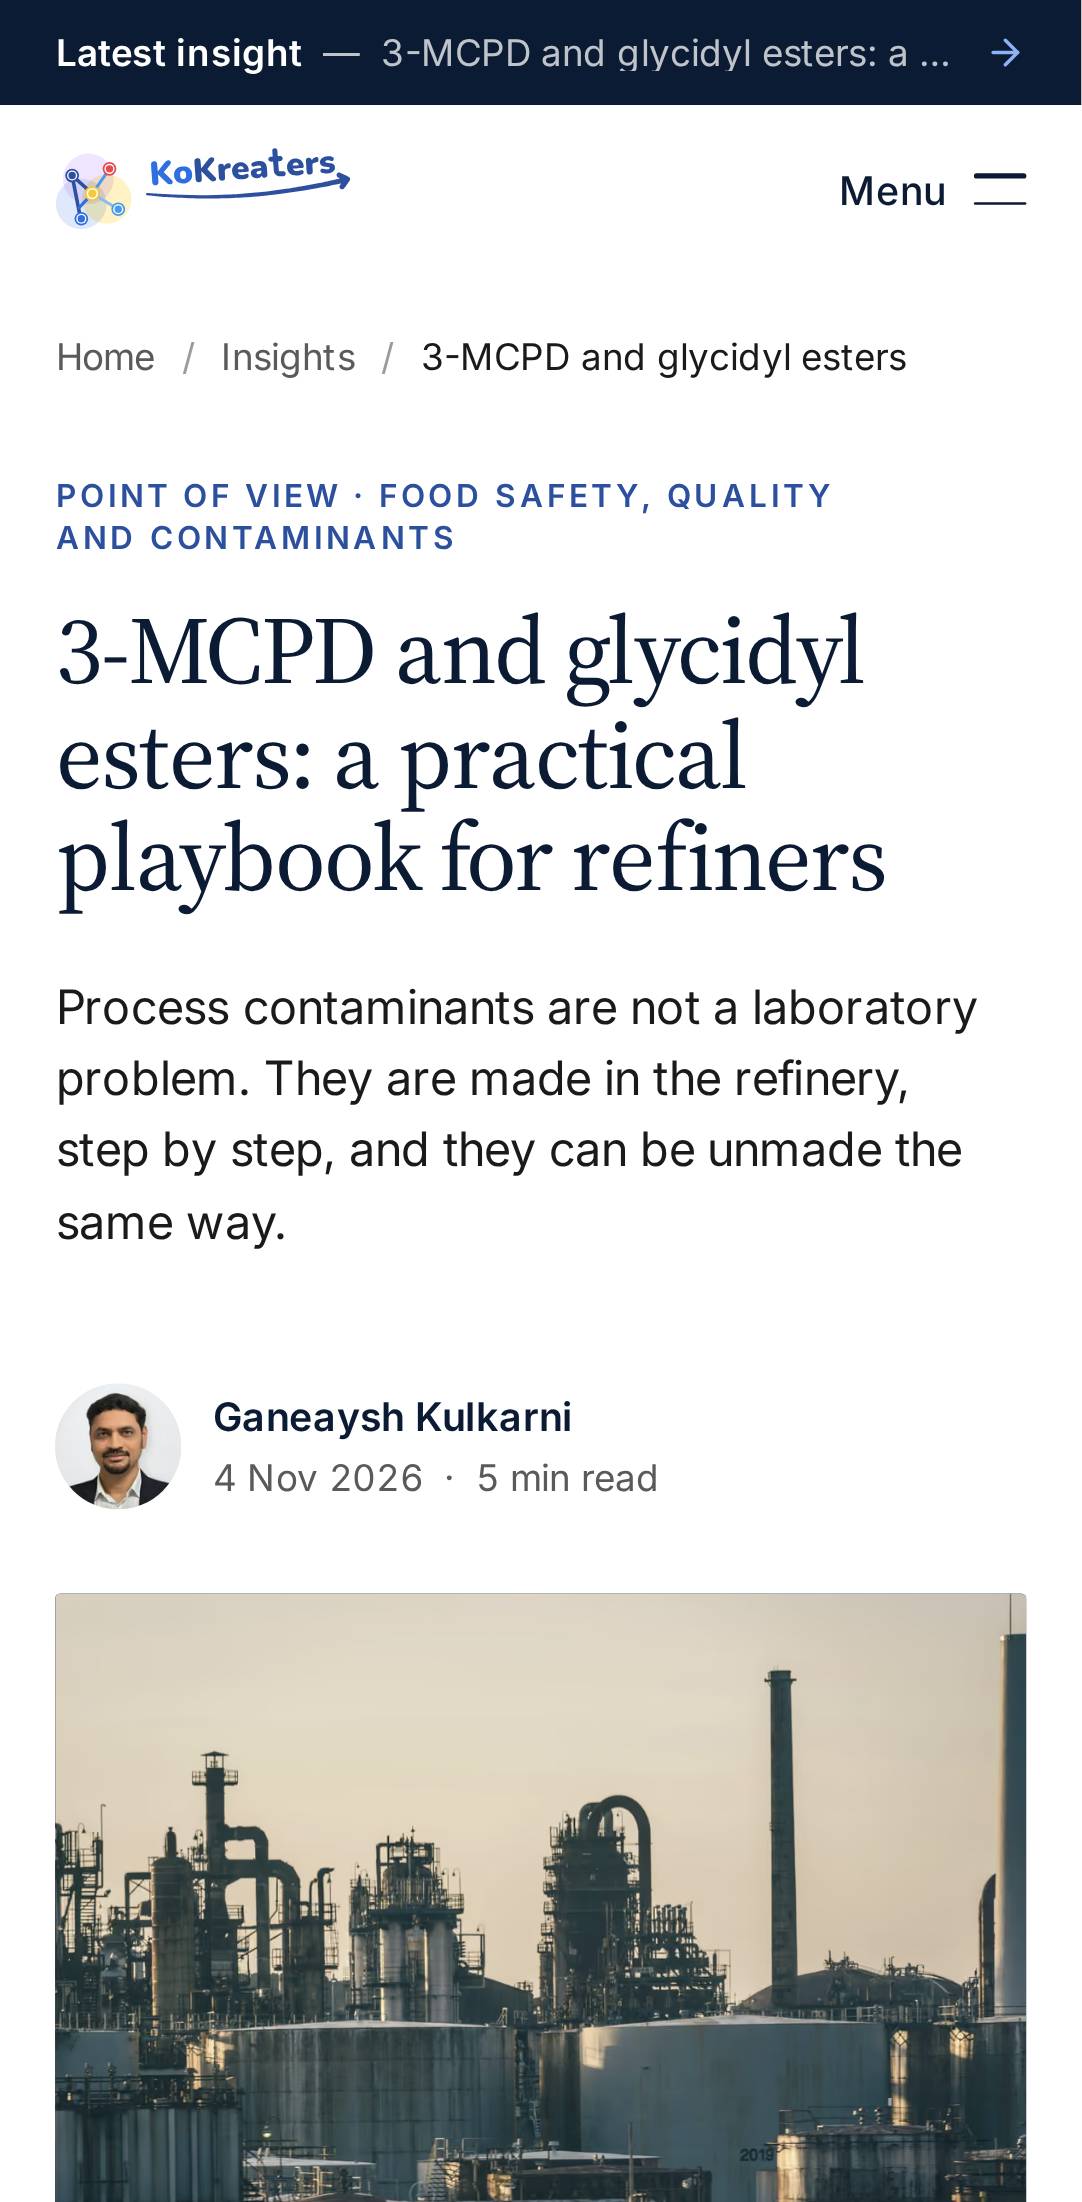 Latest insight — 3-MCPD and glycidyl esters: a ...
KoKreaters
Menu
Home / Insights / 3-MCPD and glycidyl esters
POINT OF VIEW · FOOD SAFETY, QUALITY
AND CONTAMINANTS
3-MCPD and glycidyl
esters: a practical
playbook for refiners
Process contaminants are not a laboratory
problem. They are made in the refinery,
step by step, and they can be unmade the
same way.
Ganeaysh Kulkarni
4 Nov 2026 · 5 min read
2019